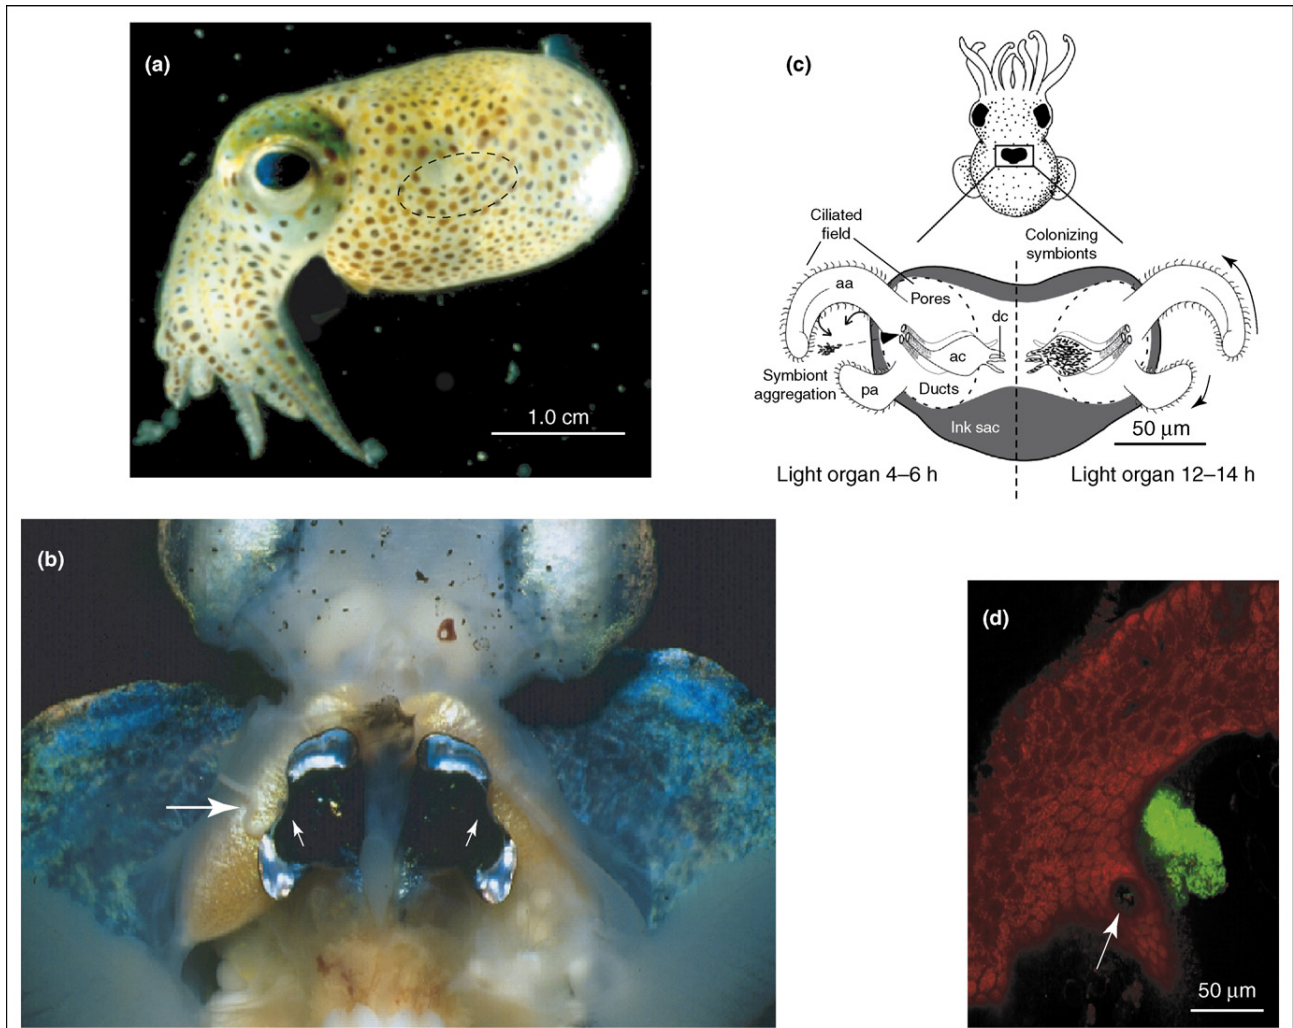 (a)
1.0 cm
(c)
Ciliated
field
Colonizing
symbionts
aa
Pores
dc
ac
Symbiont
aggregation
pa
Ducts
Ink sac
50 µm
Light organ 4–6 h
Light organ 12–14 h
(b)
(d)
50 µm